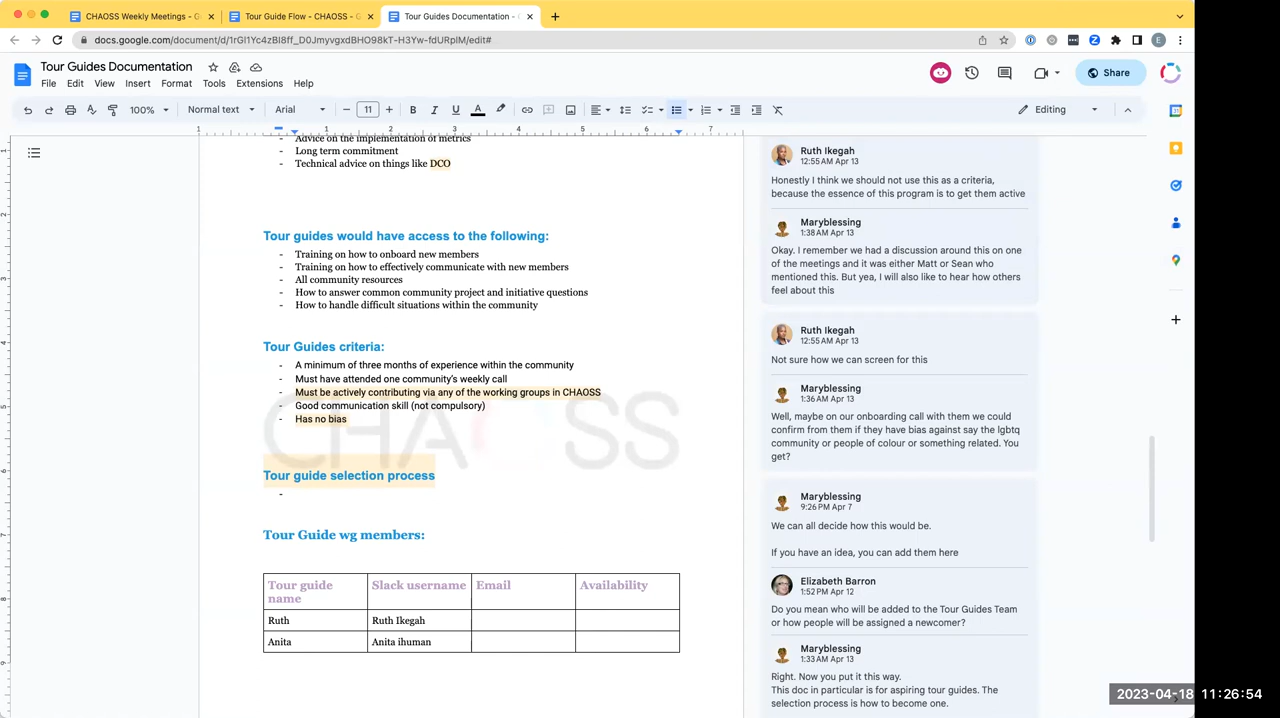 CHAOSS Weekly Meetings - G
Tour Guide Flow - CHAOSS - G
Tour Guides Documentation -
docs.google.com/document/d/1rGl1Yc4zBI8ff_D0JmyvgxdBHO98kT-H3Yw-fdURpIM/edit#
E
Tour Guides Documentation
File Edit View Insert Format Tools Extensions Help
Share
100% Normal text Arial 11 Editing
1 1 2 3 4 5 6 7
Advice on the implementation of metrics
- Long term commitment
- Technical advice on things like DCO
Tour guides would have access to the following:
- Training on how to onboard new members
- Training on how to effectively communicate with new members
- All community resources
- How to answer common community project and initiative questions
- How to handle difficult situations within the community
Tour Guides criteria:
- A minimum of three months of experience within the community
- Must have attended one community's weekly call
- Must be actively contributing via any of the working groups in CHAOSS
- Good communication skill (not compulsory)
- Has no bias
CHAOSS
Tour guide selection process
-
Tour Guide wg members:
Tour guide name Slack username Email Availability
Ruth Ruth Ikegah
Anita Anita ihuman
Ruth Ikegah
12:55 AM Apr 13
Honestly I think we should not use this as a criteria,
because the essence of this program is to get them active
Maryblessing
1:38 AM Apr 13
Okay. I remember we had a discussion around this on one
of the meetings and it was either Matt or Sean who
mentioned this. But yea, I will also like to hear how others
feel about this
Ruth Ikegah
12:55 AM Apr 13
Not sure how we can screen for this
Maryblessing
1:36 AM Apr 13
Well, maybe on our onboarding call with them we could
confirm from them if they have bias against say the lgbtq
community or people of colour or something related. You
get?
Maryblessing
9:26 PM Apr 7
We can all decide how this would be.
If you have an idea, you can add them here
Elizabeth Barron
1:52 PM Apr 12
Do you mean who will be added to the Tour Guides Team
or how people will be assigned a newcomer?
Maryblessing
1:33 AM Apr 13
Right. Now you put it this way.
This doc in particular is for aspiring tour guides. The
selection process is how to become one.
2023-04-18 11:26:54